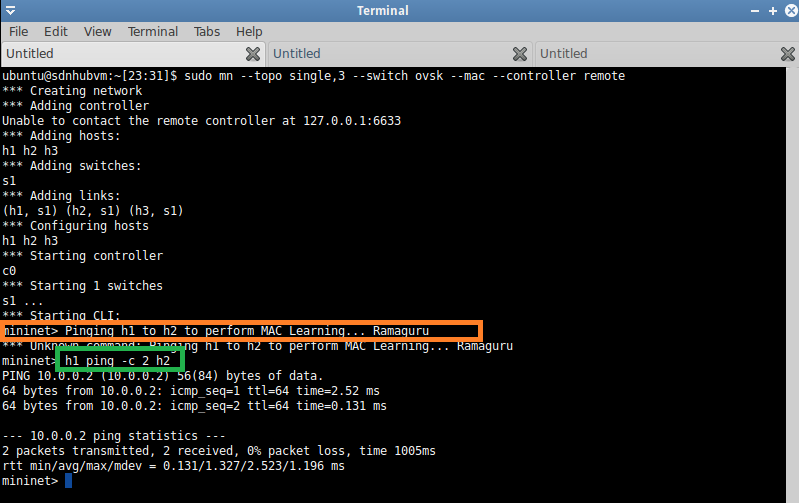 Terminal
File Edit View Terminal Tabs Help
Untitled Untitled Untitled
ubuntu@sdnhubvm:~[23:31]$ sudo mn --topo single,3 --switch ovsk --mac --controller remote
*** Creating network
*** Adding controller
Unable to contact the remote controller at 127.0.0.1:6633
*** Adding hosts:
h1 h2 h3
*** Adding switches:
s1
*** Adding links:
(h1, s1) (h2, s1) (h3, s1)
*** Configuring hosts
h1 h2 h3
*** Starting controller
c0
*** Starting 1 switches
s1 ...
*** Starting CLI:
mininet> Pinging h1 to h2 to perform MAC Learning... Ramaguru
*** Unknown command: Pinging h1 to h2 to perform MAC Learning... Ramaguru
mininet> h1 ping -c 2 h2
PING 10.0.0.2 (10.0.0.2) 56(84) bytes of data.
64 bytes from 10.0.0.2: icmp_seq=1 ttl=64 time=2.52 ms
64 bytes from 10.0.0.2: icmp_seq=2 ttl=64 time=0.131 ms
--- 10.0.0.2 ping statistics ---
2 packets transmitted, 2 received, 0% packet loss, time 1005ms
rtt min/avg/max/mdev = 0.131/1.327/2.523/1.196 ms
mininet>